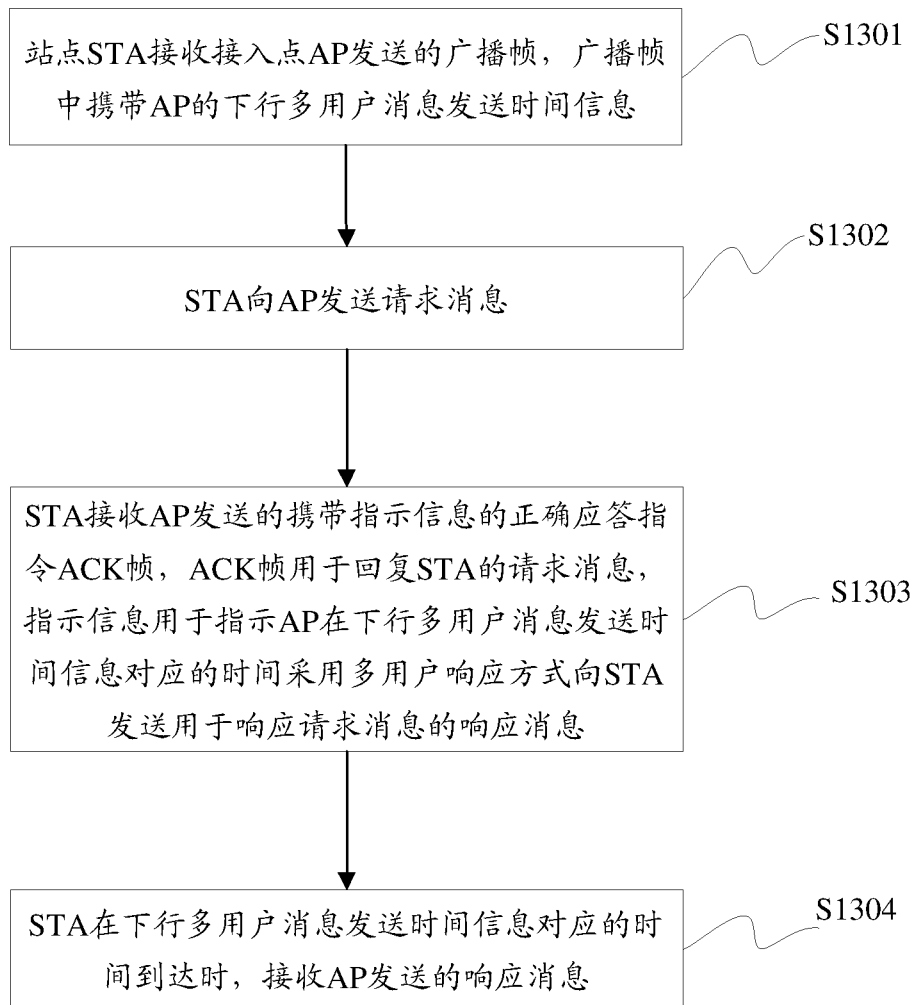 站点STA接收接入点AP发送的广播帧，广播帧
中携带AP的下行多用户消息发送时间信息
S1301
STA向AP发送请求消息
S1302
STA接收AP发送的携带指示信息的正确应答指
令ACK帧，ACK帧用于回复STA的请求消息，
指示信息用于指示AP在下行多用户消息发送时
间信息对应的时间采用多用户响应方式向STA
发送用于响应请求消息的响应消息
S1303
STA在下行多用户消息发送时间信息对应的时
间到达时，接收AP发送的响应消息
S1304